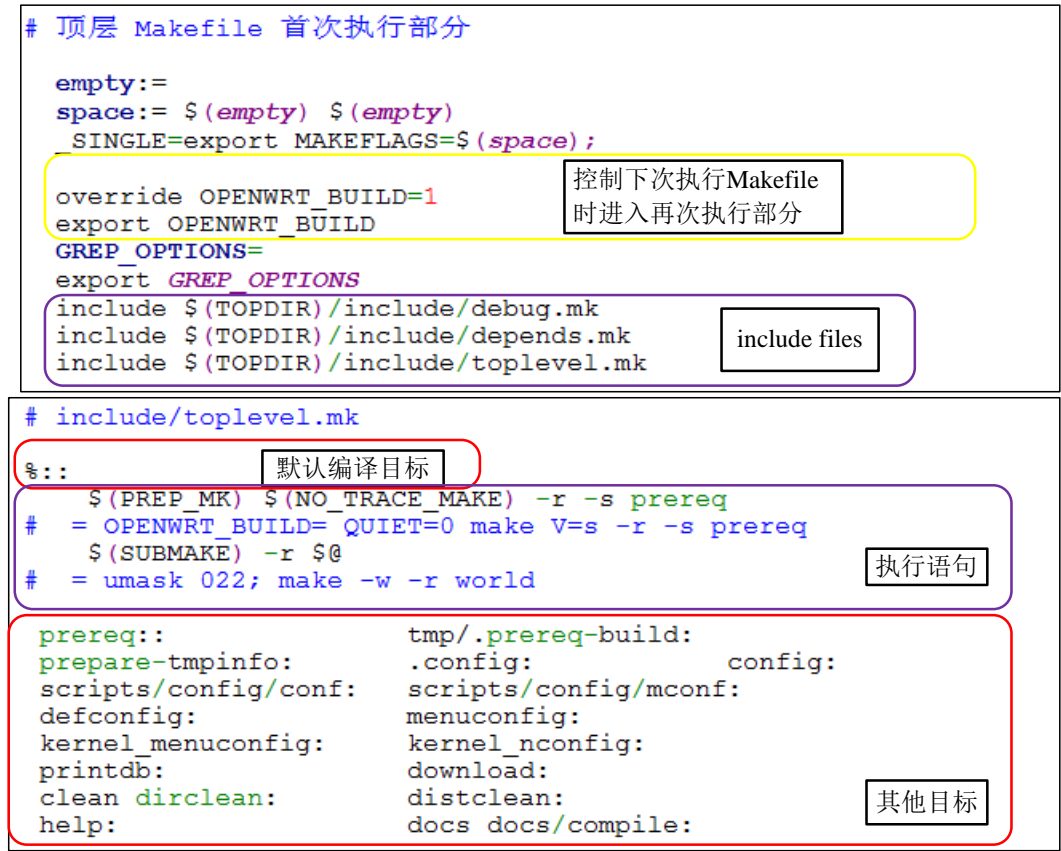 # 顶层 Makefile 首次执行部分
empty:=
space:= $(empty) $(empty)
_SINGLE=export MAKEFLAGS=$(space);
override OPENWRT_BUILD=1
export OPENWRT_BUILD
控制下次执行Makefile
时进入再次执行部分
GREP_OPTIONS=
export GREP_OPTIONS
include $(TOPDIR)/include/debug.mk
include $(TOPDIR)/include/depends.mk
include $(TOPDIR)/include/toplevel.mk
include files
# include/toplevel.mk
%::
默认编译目标
$(PREP_MK) $(NO_TRACE_MAKE) -r -s prereq
# = OPENWRT_BUILD= QUIET=0 make V=s -r -s prereq
$(SUBMAKE) -r $@
# = umask 022; make -w -r world
执行语句
prereq:: tmp/.prereq-build:
prepare-tmpinfo: .config: config:
scripts/config/conf: scripts/config/mconf:
defconfig: menuconfig:
kernel_menuconfig: kernel_nconfig:
printdb: download:
clean dirclean: distclean:
help: docs docs/compile:
其他目标